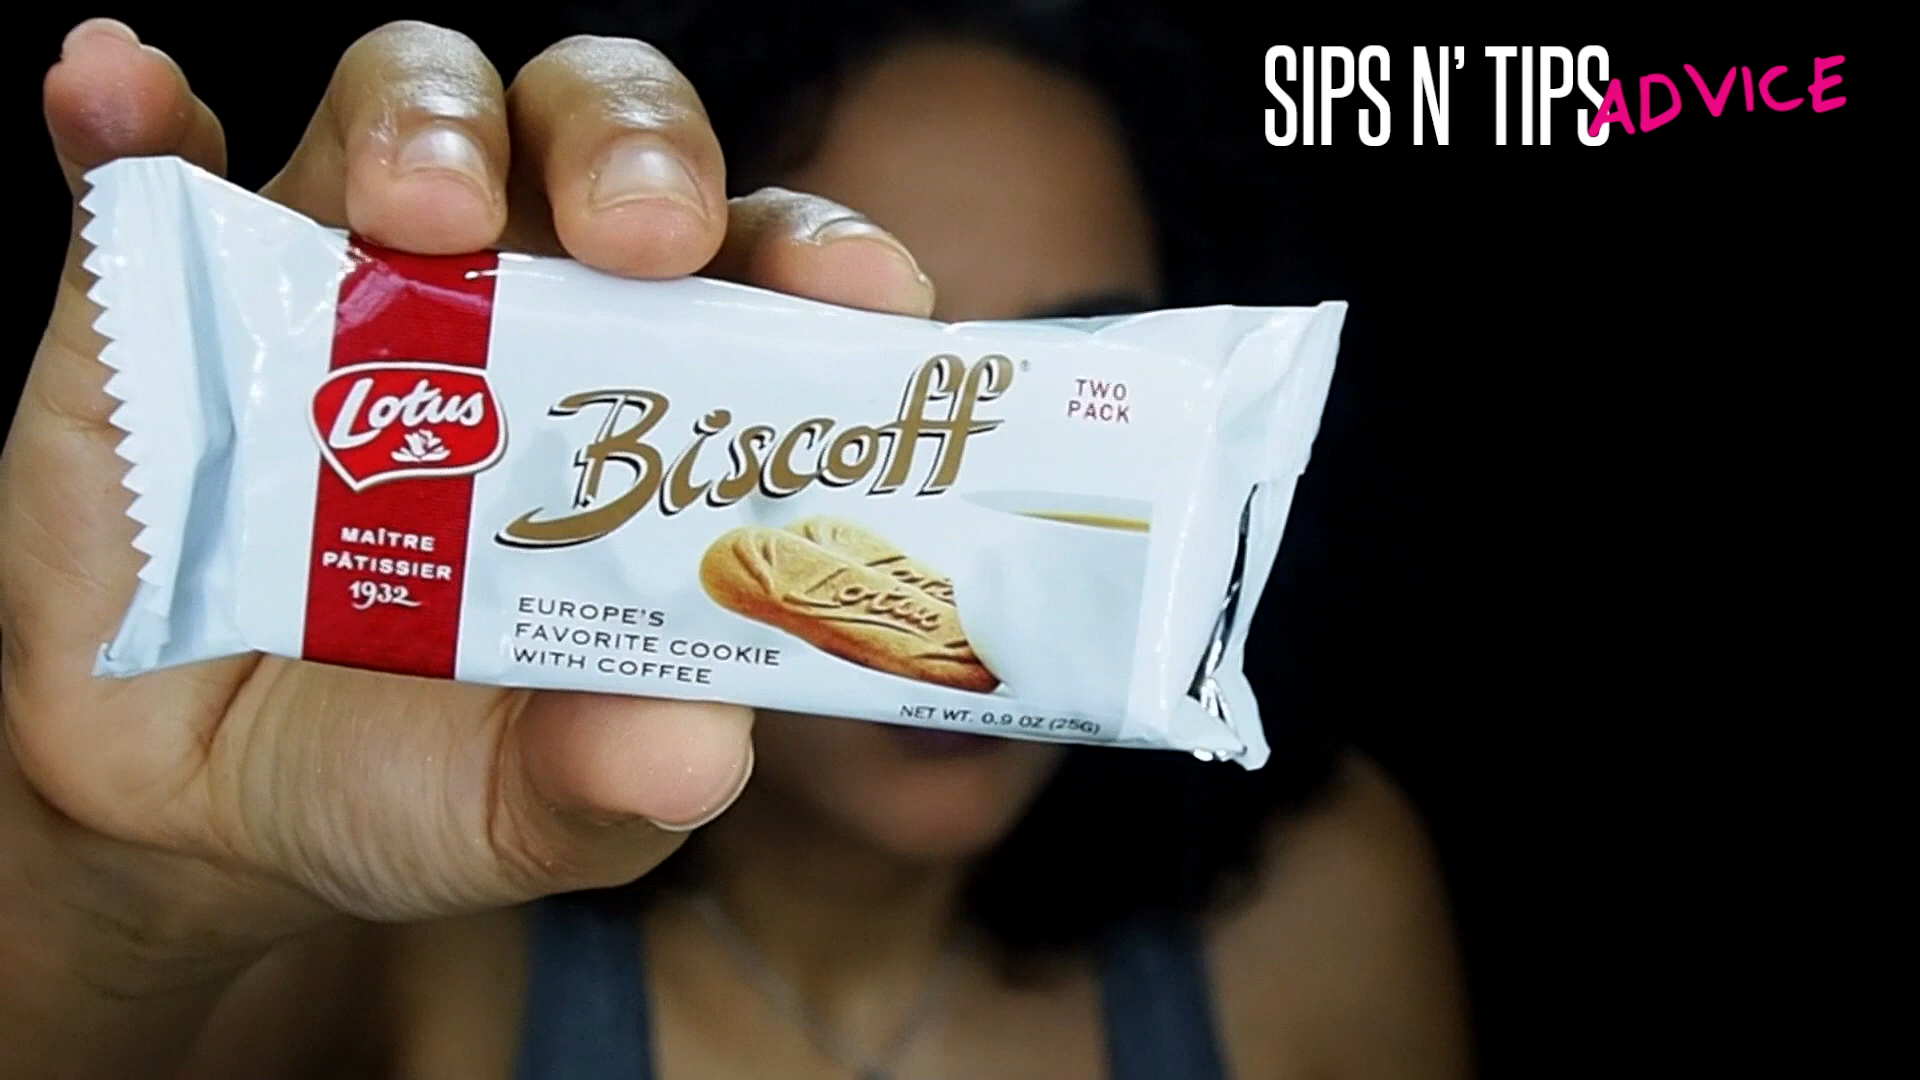 SIPS N' TIPS ADVICE
Lotus
Biscoff®
TWO
PACK
MAÎTRE
PÂTISSIER
1932
EUROPE'S
FAVORITE COOKIE
WITH COFFEE
Lotus
NET WT. 0.9 OZ (25G)